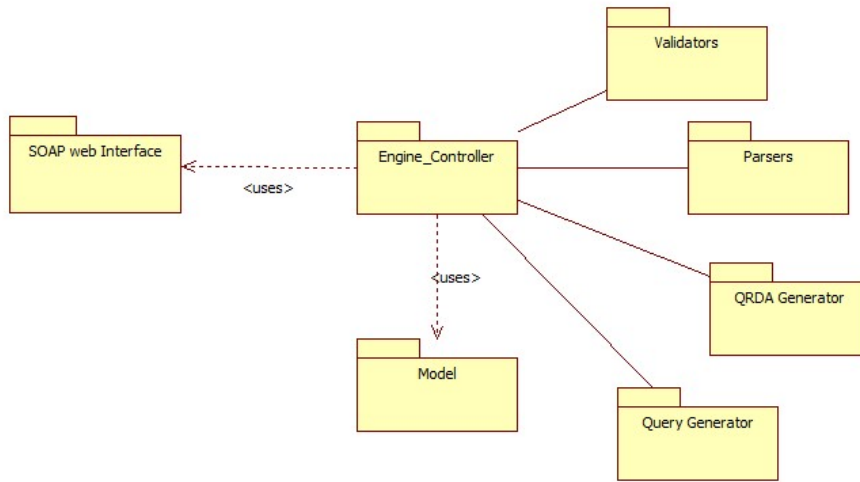 Validators
SOAP web Interface
Engine_Controller
Parsers
<uses>
<uses>
QRDA Generator
Model
Query Generator